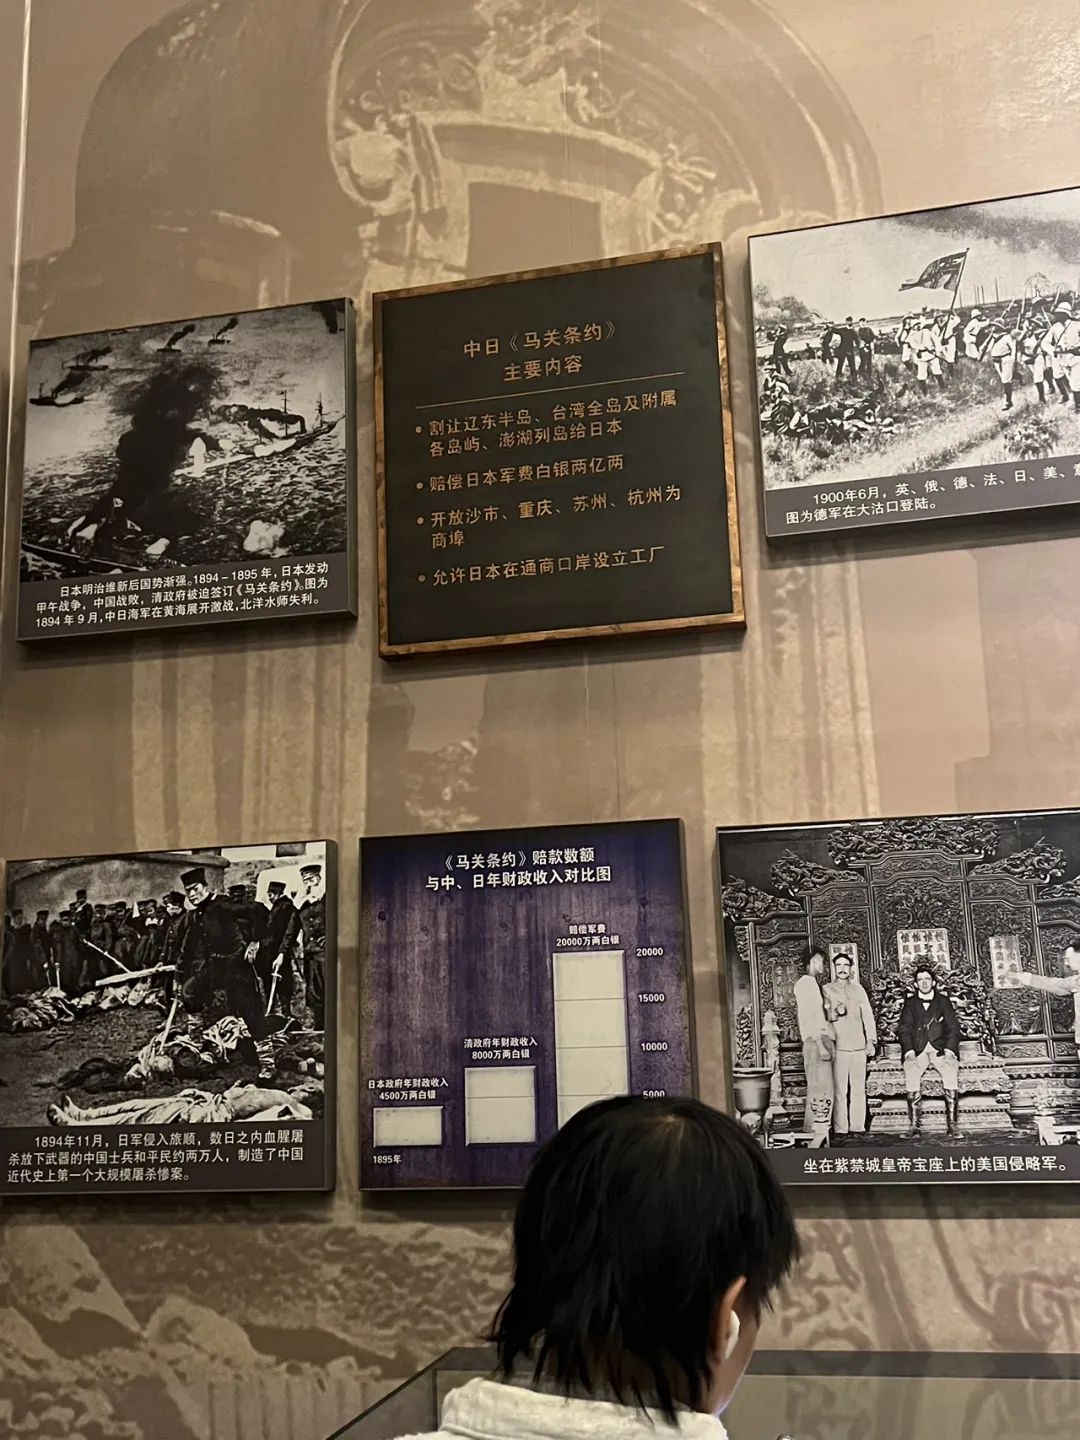 日本明治维新后国势渐强。1894－1895年，日本发动
甲午战争，中国战败，清政府被迫签订《马关条约》。图为
1894年9月，中日海军在黄海展开激战，北洋水师失利。
中日《马关条约》
主要内容
• 割让辽东半岛、台湾全岛及附属
各岛屿、澎湖列岛给日本
• 赔偿日本军费白银两亿两
• 开放沙市、重庆、苏州、杭州为
商埠
• 允许日本在通商口岸设立工厂
1900年6月，英、俄、德、法、日、美、
图为德军在大沽口登陆。
1894年11月，日军侵入旅顺，数日之内血腥屠
杀放下武器的中国士兵和平民约两万人，制造了中国
近代史上第一个大规模屠杀惨案。
《马关条约》赔款数额
与中、日年财政收入对比图
赔偿军费
20000万两白银
清政府年财政收入
8000万两白银
日本政府年财政收入
4500万两白银
20000
15000
10000
5000
1895年
坐在紫禁城皇帝宝座上的美国侵略军。